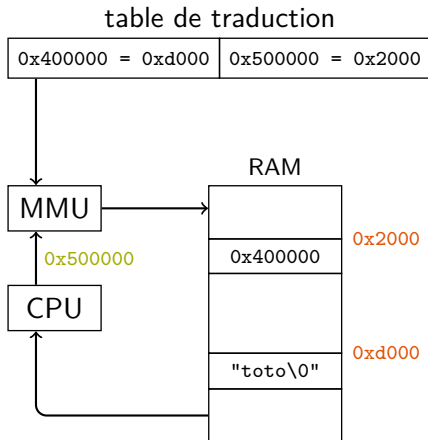 table de traduction
0x400000 = 0xd000 0x500000 = 0x2000
RAM
MMU
0x2000
0x500000
0x400000
CPU
0xd000
"toto\0"